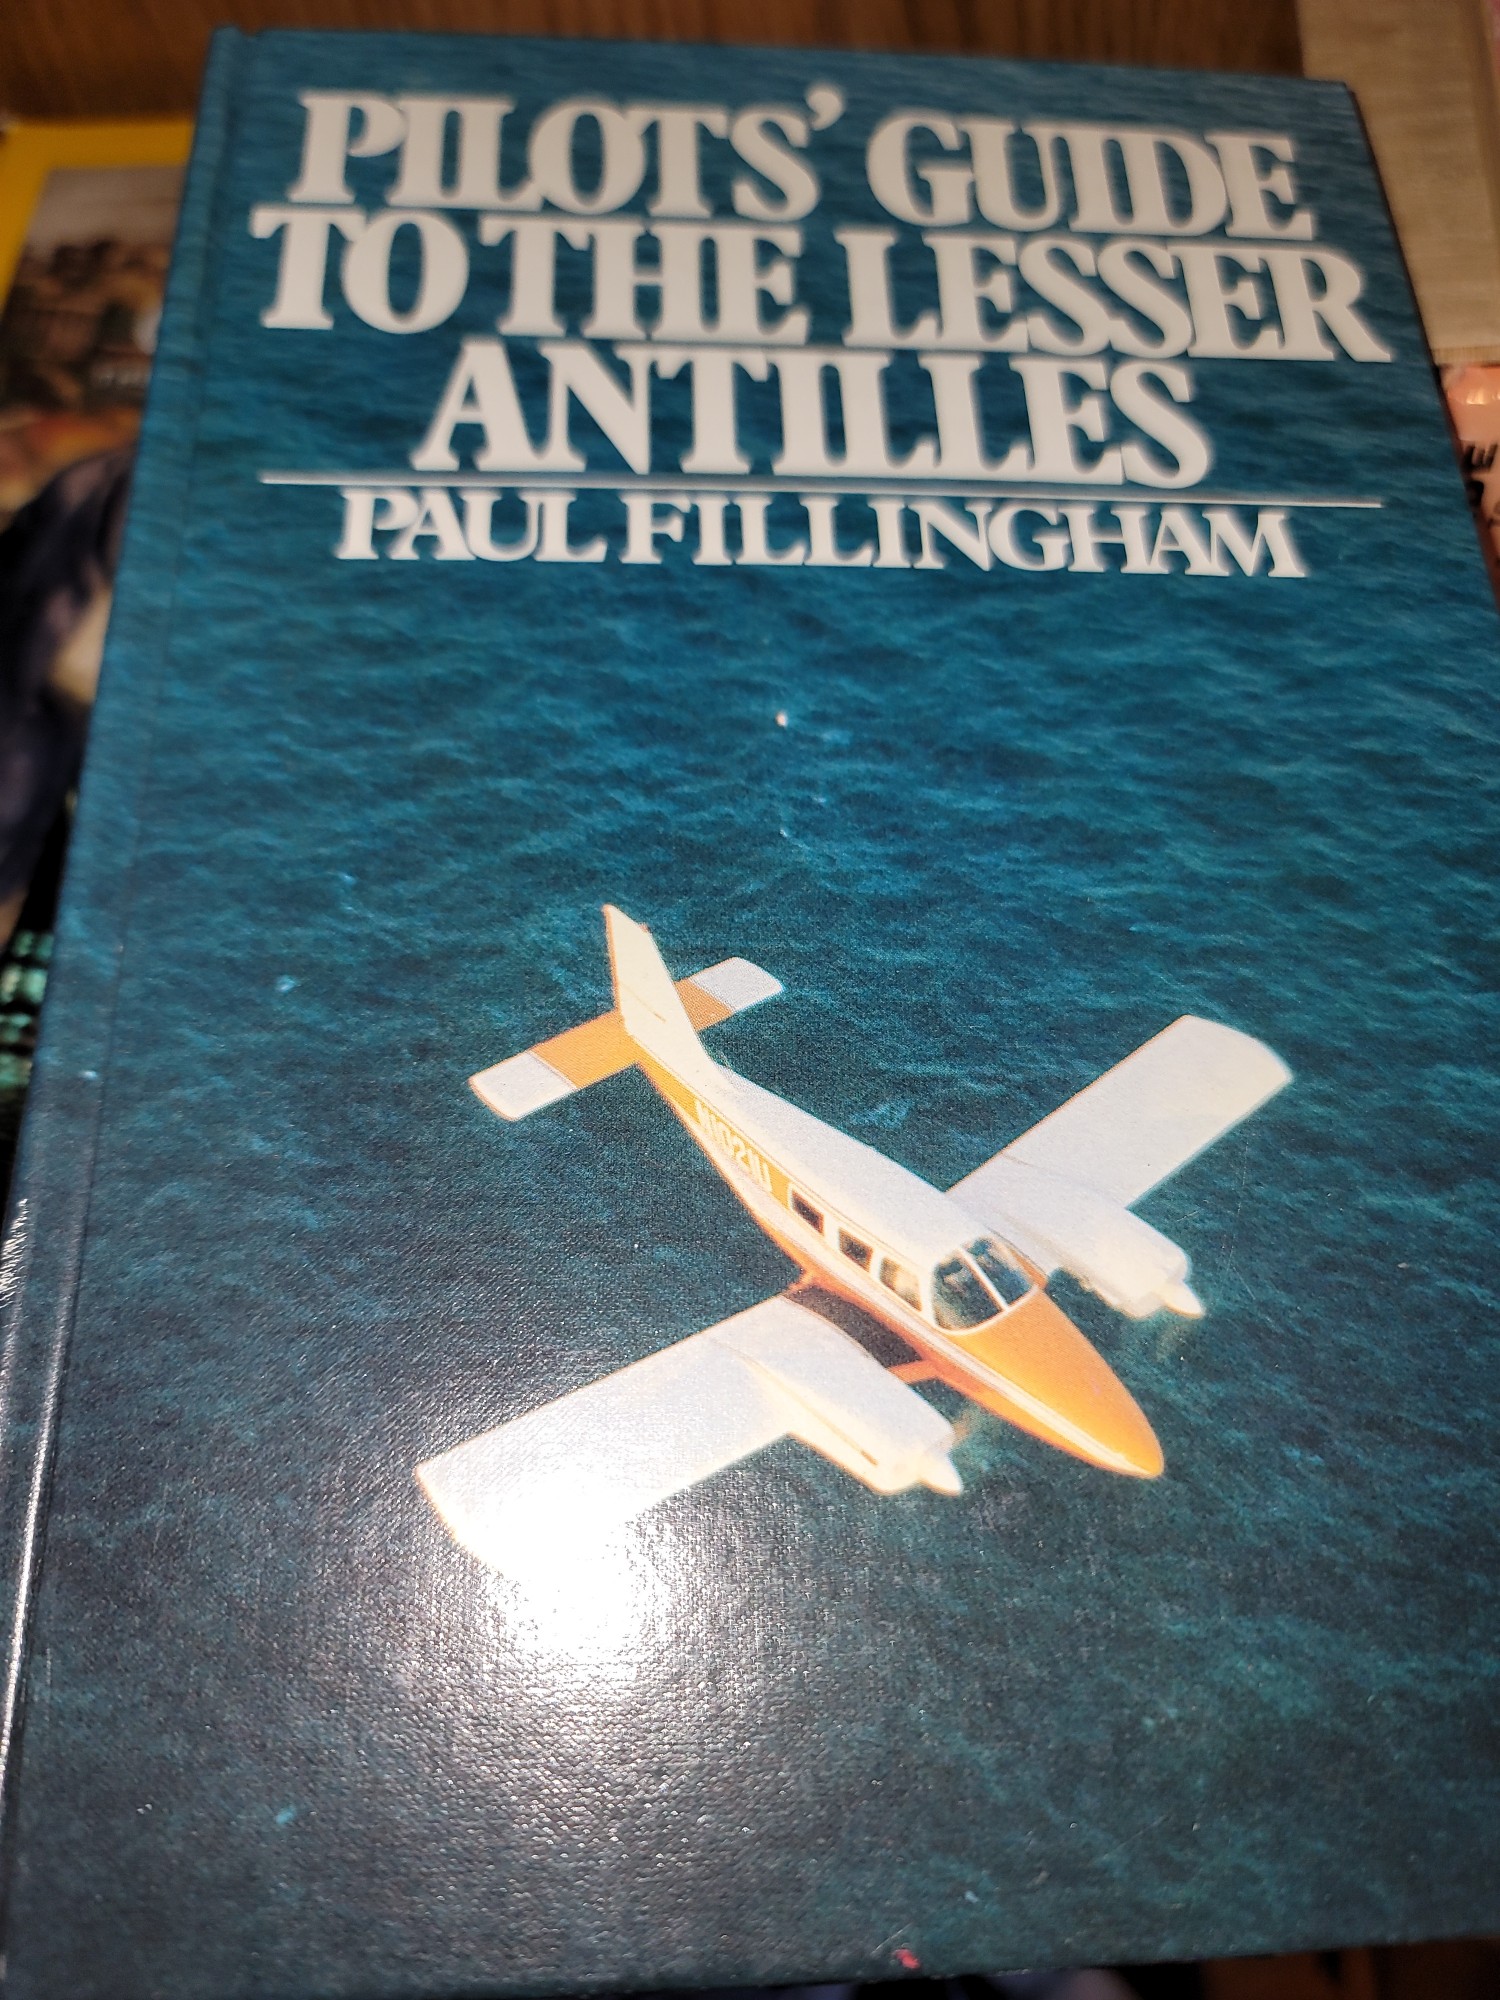 PILOTS' GUIDE
TO THE LESSER
ANTILLES
PAUL FILLINGHAM